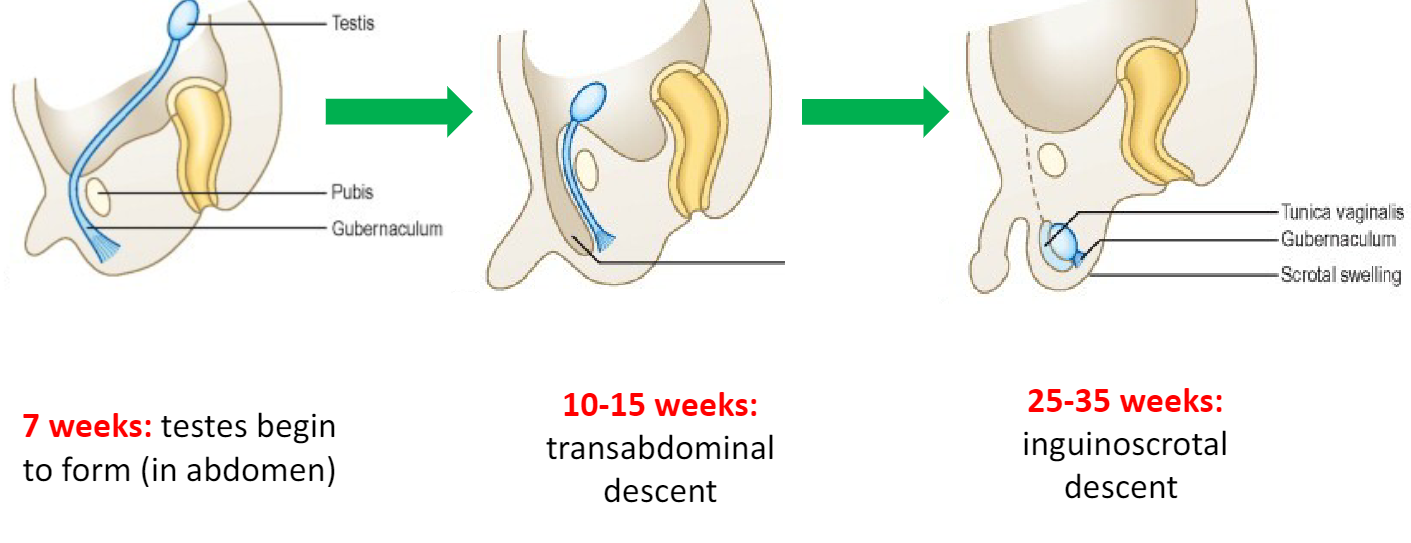 Testis
Pubis
Gubernaculum
Tunica vaginalis
Gubernaculum
Scrotal swelling
7 weeks: testes begin
to form (in abdomen)
10-15 weeks:
transabdominal
descent
25-35 weeks:
inguinoscrotal
descent